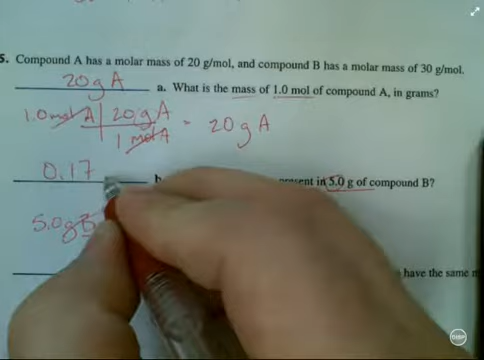 5. Compound A has a molar mass of 20 g/mol, and compound B has a molar mass of 30 g/mol.
20 g A
a. What is the mass of 1.0 mol of compound A, in grams?
1.0 mol A | 20 g A
1 mol A
= 20 g A
0.17
in 5.0 g of compound B?
5.0 g B
have the same